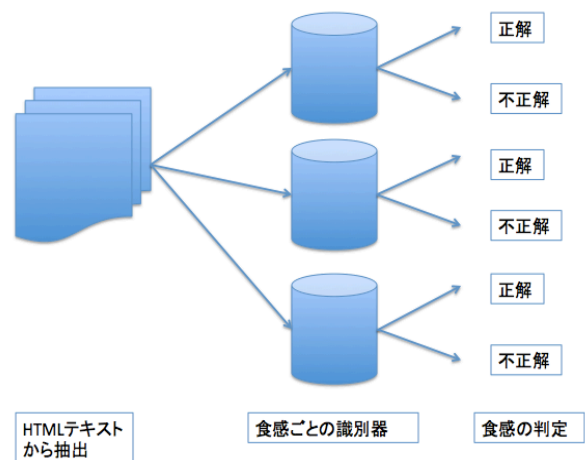 正解
不正解
正解
不正解
正解
不正解
HTMLテキスト
から抽出
食感ごとの識別器
食感の判定